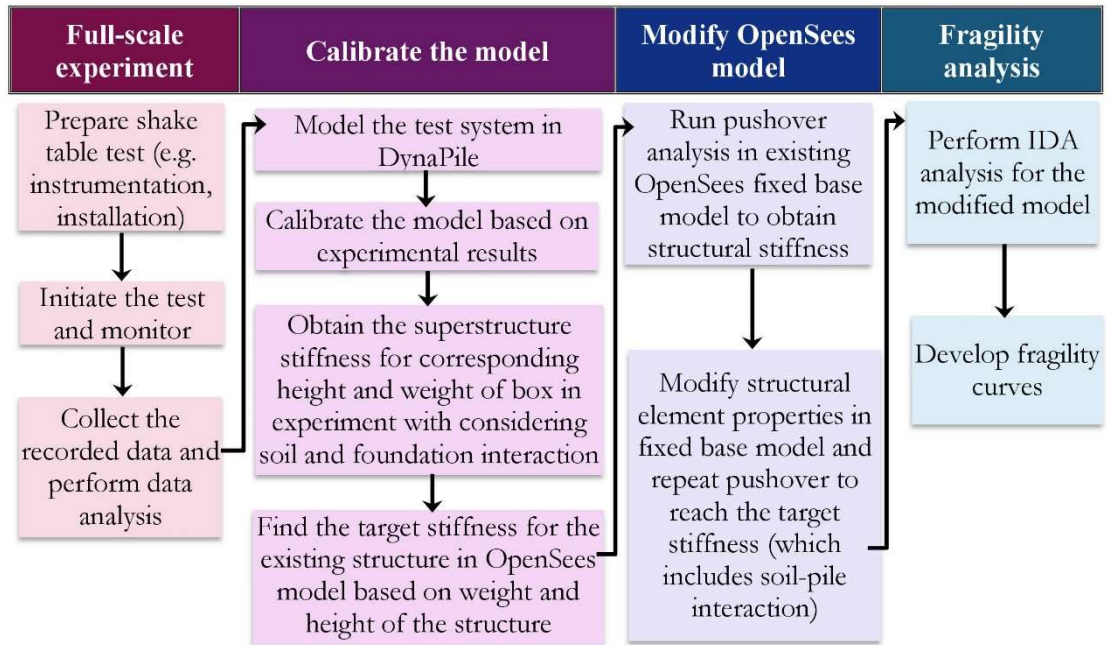 Full-scale
experiment
Prepare shake
table test (e.g.
instrumentation,
installation)
Initiate the test
and monitor
Collect the
recorded data and
perform data
analysis
Calibrate the model
Model the test system in
DynaPile
Calibrate the model based on
experimental results
Obtain the superstructure
stiffness for corresponding
height and weight of box in
experiment with considering
soil and foundation interaction
Find the target stiffness for the
existing structure in OpenSees
model based on weight and
height of the structure
Modify OpenSees
model
Run pushover
analysis in existing
OpenSees fixed base
model to obtain
structural stiffness
Modify structural
element properties in
fixed base model and
repeat pushover to
reach the target
stiffness (which
includes soil-pile
interaction)
Fragility
analysis
Perform IDA
analysis for the
modified model
Develop fragility
curves